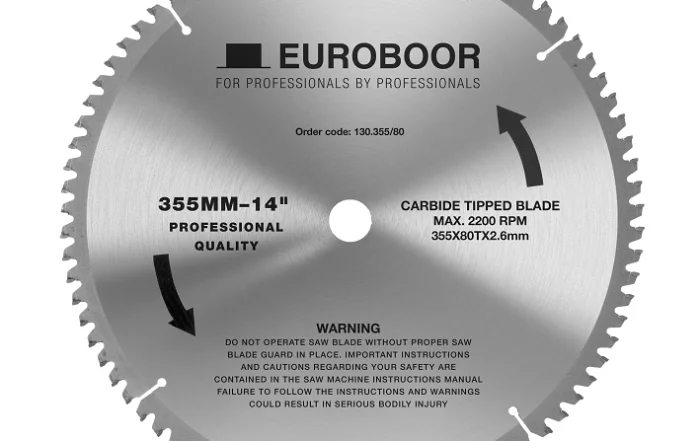 EUROBOOR
FOR PROFESSIONALS BY PROFESSIONALS
Order code: 130.355/80
355MM–14"
PROFESSIONAL
QUALITY
CARBIDE TIPPED BLADE
MAX. 2200 RPM
355X80TX2.6mm
WARNING
DO NOT OPERATE SAW BLADE WITHOUT PROPER SAW
BLADE GUARD IN PLACE. IMPORTANT INSTRUCTIONS
AND CAUTIONS REGARDING YOUR SAFETY ARE
CONTAINED IN THE SAW MACHINE INSTRUCTIONS MANUAL
FAILURE TO FOLLOW THE INSTRUCTIONS AND WARNINGS
COULD RESULT IN SERIOUS BODILY INJURY